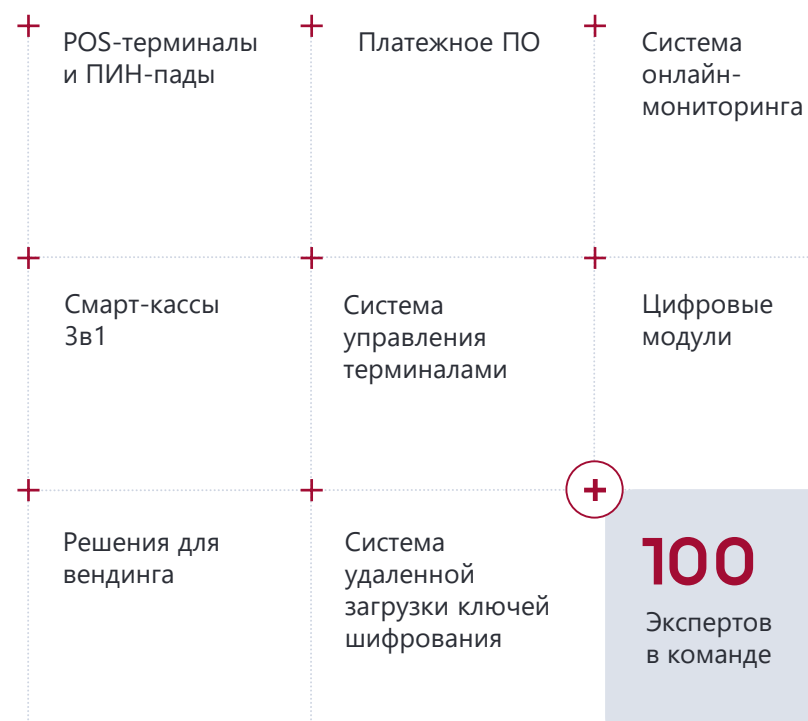 POS-терминалы
и ПИН-пады
Платежное ПО
Система
онлайн-
мониторинга
Смарт-кассы
3в1
Система
управления
терминалами
Цифровые
модули
Решения для
вендинга
Система
удаленной
загрузки ключей
шифрования
100
Экспертов
в команде